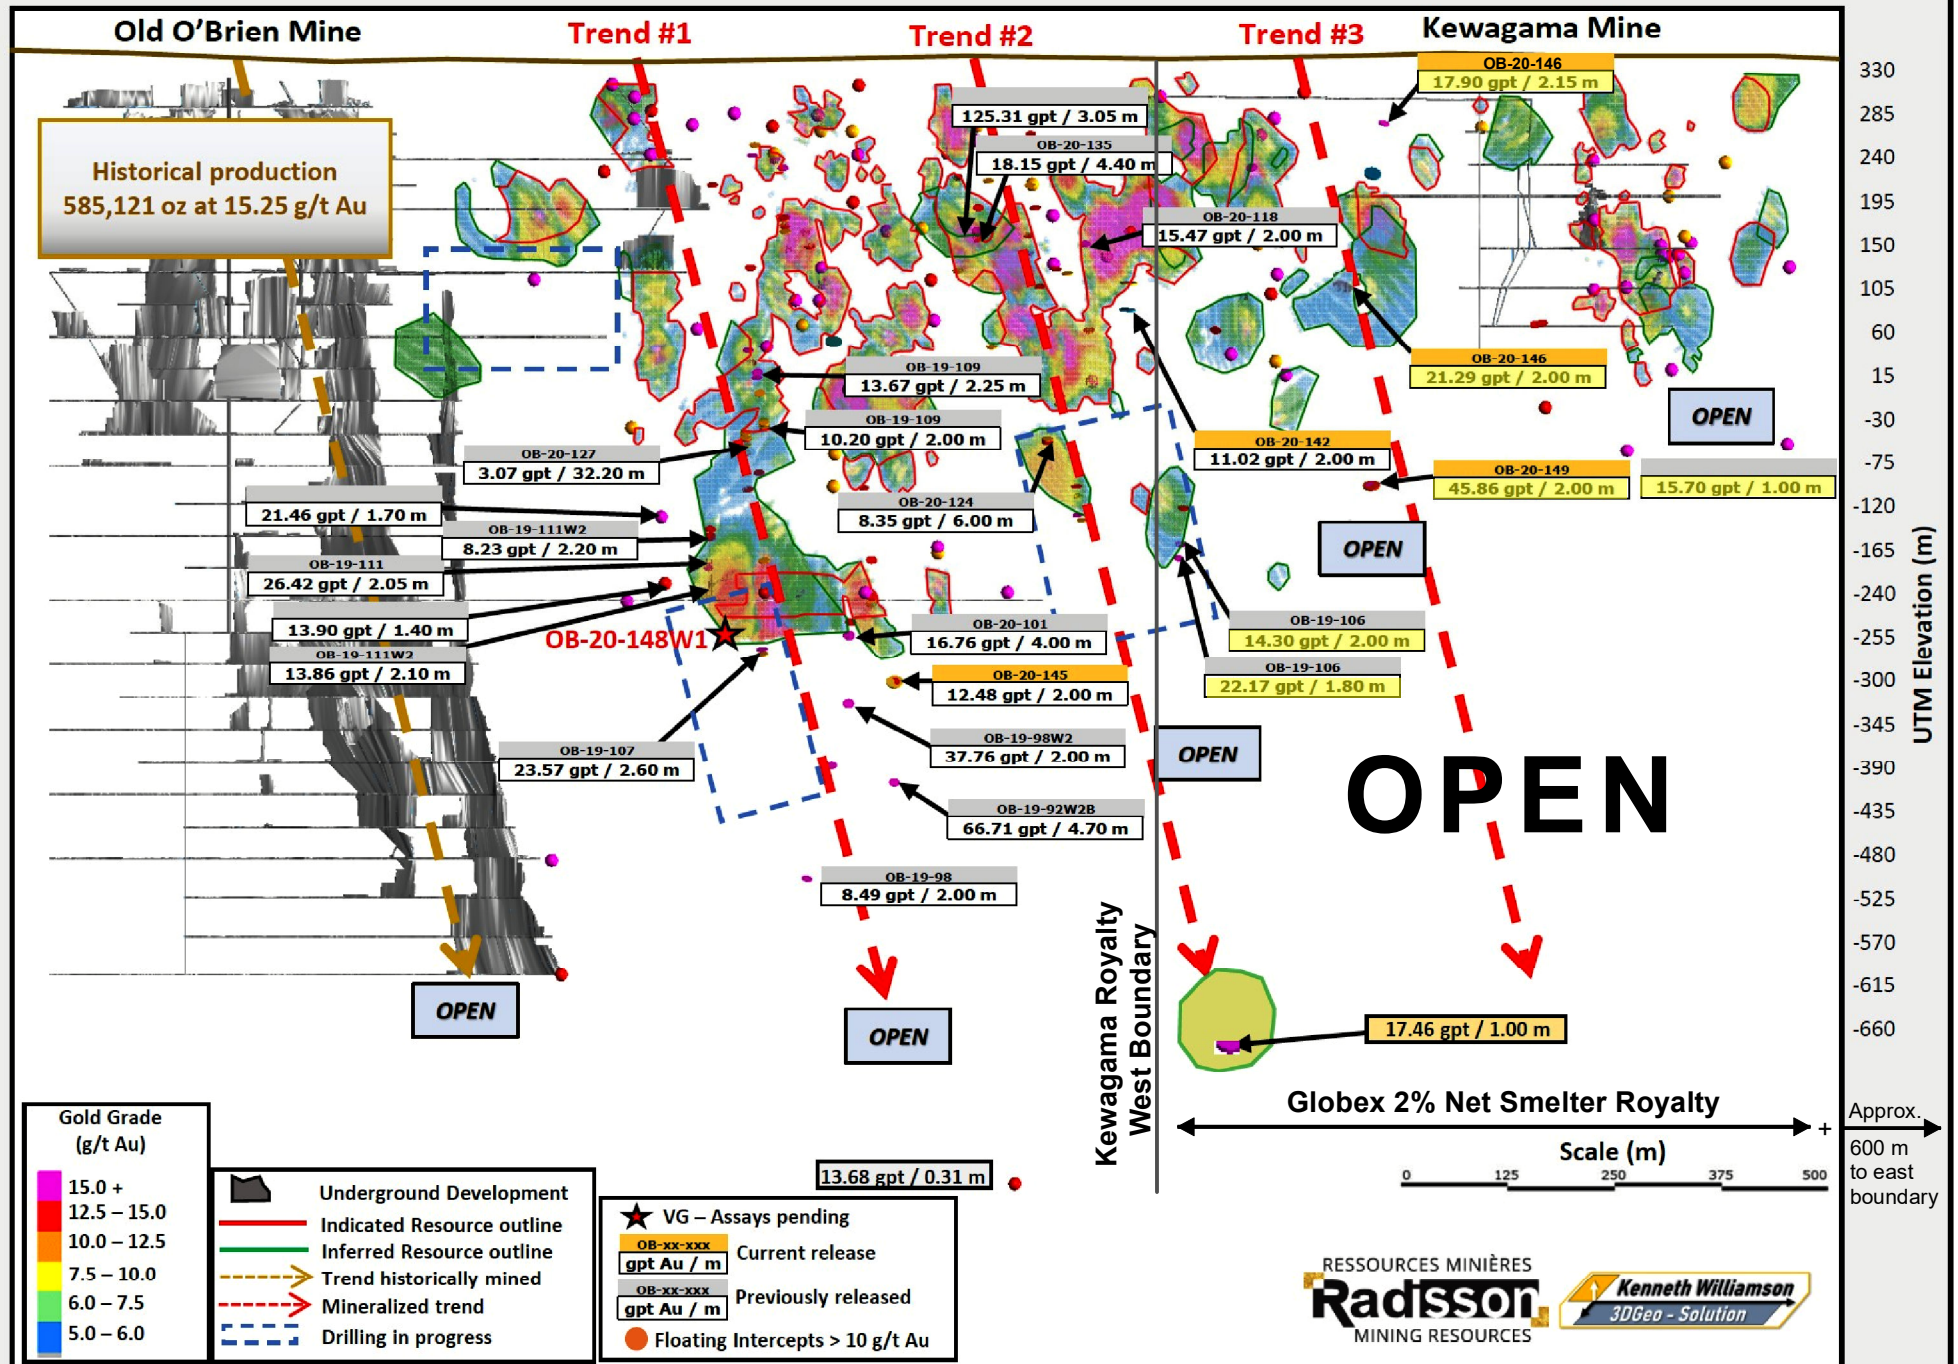 Old O'Brien Mine
Trend #1
Trend #2
Trend #3
Kewagama Mine
Historical production
585,121 oz at 15.25 g/t Au
OB-20-146
17.90 gpt / 2.15 m
125.31 gpt / 3.05 m
OB-20-135
18.15 gpt / 4.40 m
OB-20-118
15.47 gpt / 2.00 m
OB-20-146
21.29 gpt / 2.00 m
OB-19-109
13.67 gpt / 2.25 m
OB-19-109
10.20 gpt / 2.00 m
OB-20-127
3.07 gpt / 32.20 m
OB-20-142
11.02 gpt / 2.00 m
OB-20-149
45.86 gpt / 2.00 m
15.70 gpt / 1.00 m
OPEN
21.46 gpt / 1.70 m
OB-20-124
8.35 gpt / 6.00 m
OB-19-111W2
8.23 gpt / 2.20 m
OPEN
OB-19-111
26.42 gpt / 2.05 m
13.90 gpt / 1.40 m
OB-20-148W1
OB-19-111W2
13.86 gpt / 2.10 m
OB-20-101
16.76 gpt / 4.00 m
OB-19-106
14.30 gpt / 2.00 m
OB-20-145
12.48 gpt / 2.00 m
OB-19-106
22.17 gpt / 1.80 m
OB-19-107
23.57 gpt / 2.60 m
OB-19-98W2
37.76 gpt / 2.00 m
OPEN
OPEN
OB-19-92W2B
66.71 gpt / 4.70 m
OB-19-98
8.49 gpt / 2.00 m
OPEN
OPEN
17.46 gpt / 1.00 m
Kewagama Royalty
West Boundary
Globex 2% Net Smelter Royalty
+
Approx.
600 m
to east
boundary
Scale (m)
0 125 250 375 500
13.68 gpt / 0.31 m
330
285
240
195
150
105
60
15
-30
-75
-120
-165
-240
-255
-300
-345
-390
-435
-480
-525
-570
-615
-660
UTM Elevation (m)
Gold Grade
(g/t Au)
15.0 +
12.5 – 15.0
10.0 – 12.5
7.5 – 10.0
6.0 – 7.5
5.0 – 6.0
Underground Development
Indicated Resource outline
Inferred Resource outline
Trend historically mined
Mineralized trend
Drilling in progress
VG – Assays pending
OB-xx-xxx
gpt Au / m
Current release
OB-xx-xxx
gpt Au / m
Previously released
Floating Intercepts > 10 g/t Au
RESSOURCES MINIÈRES
Radisson
MINING RESOURCES
Kenneth Williamson
3DGeo - Solution